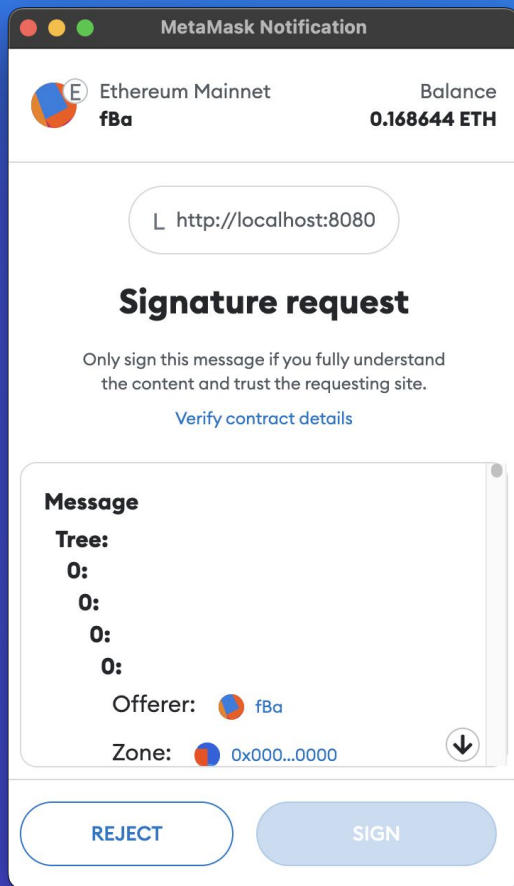 MetaMask Notification
E
Ethereum Mainnet
Balance
fBa
0.168644 ETH
L http://localhost:8080
Signature request
Only sign this message if you fully understand
the content and trust the requesting site.
Verify contract details
Message
Tree:
0:
0:
0:
0:
Offerer: fBa
Zone: 0x000...0000
REJECT
SIGN